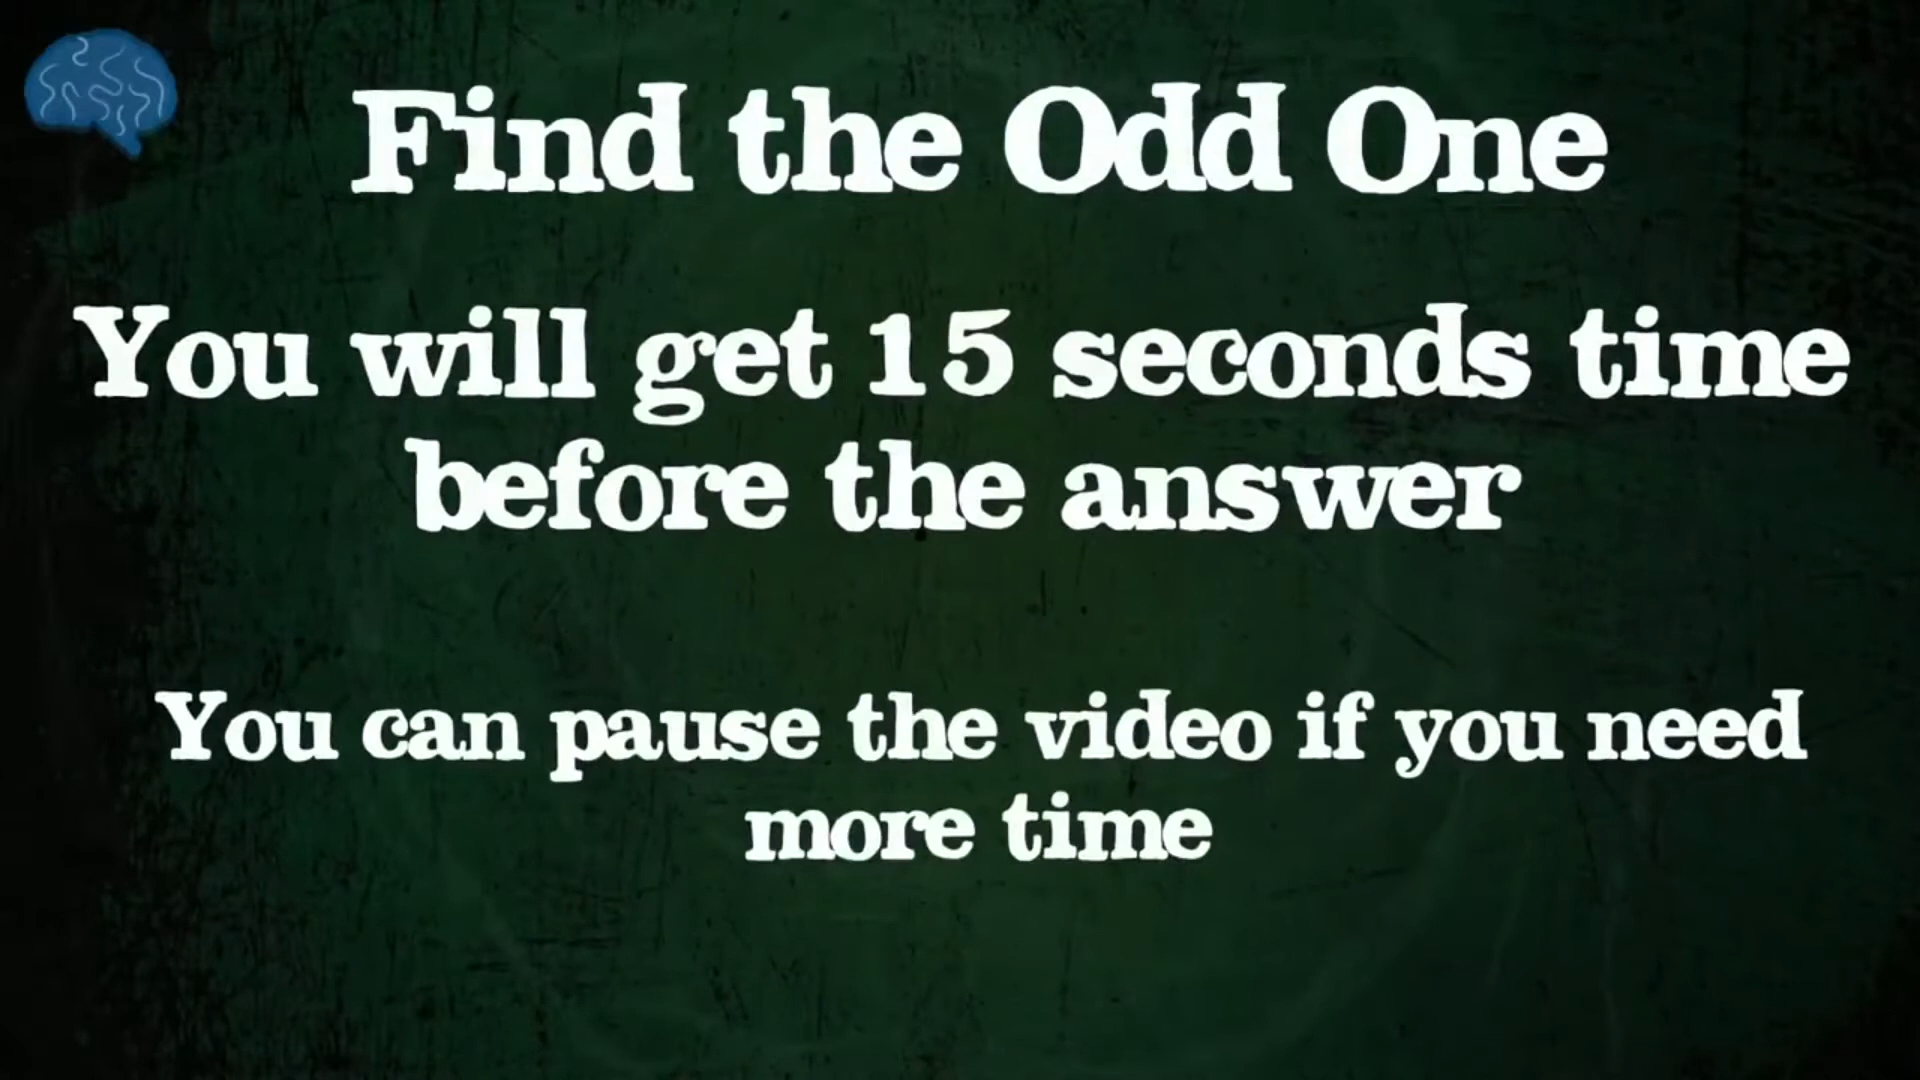 Find the Odd One
You will get 15 seconds time
before the answer
You can pause the video if you need
more time